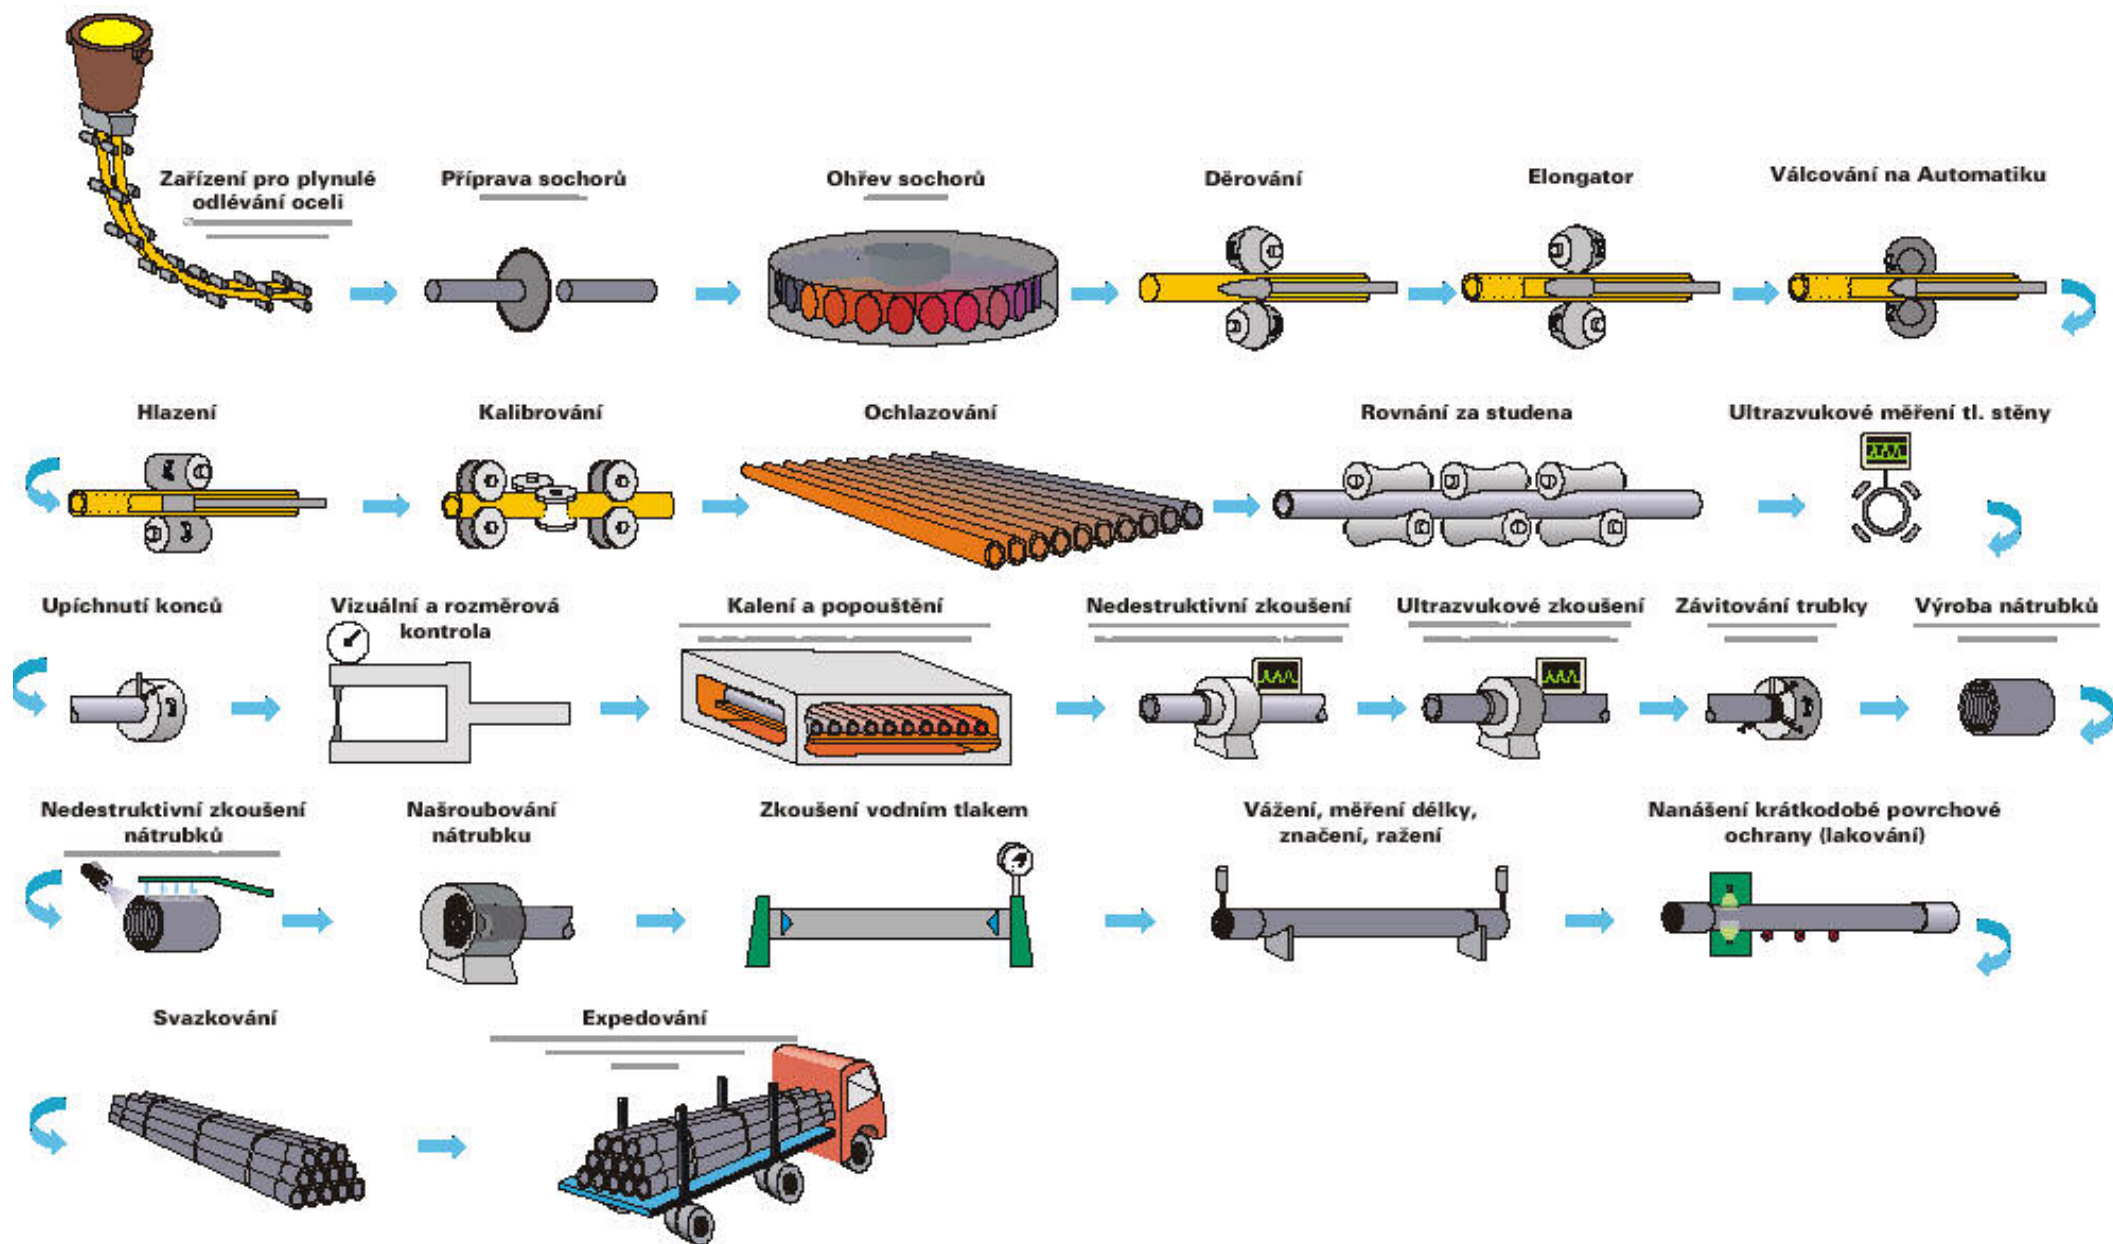 Zařízení pro plynulé
odlévání oceli
Příprava sochorů
Ohřev sochorů
Děrování
Elongator
Válcování na Automatiku
Hlazení
Kalibrování
Ochlazování
Rovnání za studena
Ultrazvukové měření tl. stěny
Upíchnutí konců
Vizuální a rozměrová
kontrola
Kalení a popouštění
Nedestruktivní zkoušení
Ultrazvukové zkoušení
Závitování trubky
Výroba nátrubků
Nedestruktivní zkoušení
nátrubků
Našroubování
nátrubku
Zkoušení vodním tlakem
Vážení, měření délky,
značení, ražení
Nanášení krátkodobé povrchové
ochrany (lakování)
Svazkování
Expedování